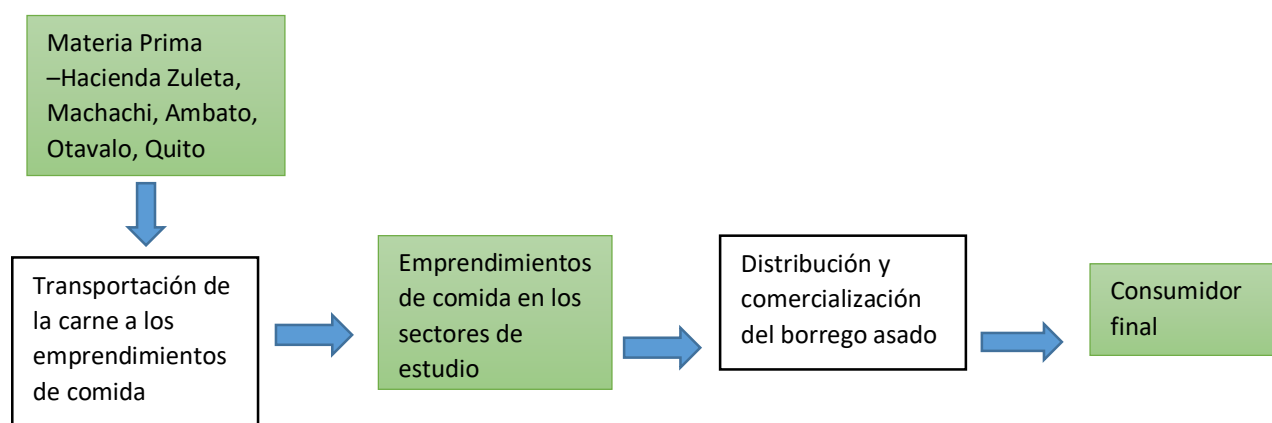 Materia Prima
–Hacienda Zuleta,
Machachi, Ambato,
Otavalo, Quito
Transportación de
la carne a los
emprendimientos
de comida
Emprendimientos
de comida en los
sectores de
estudio
Distribución y
comercialización
del borrego asado
Consumidor
final